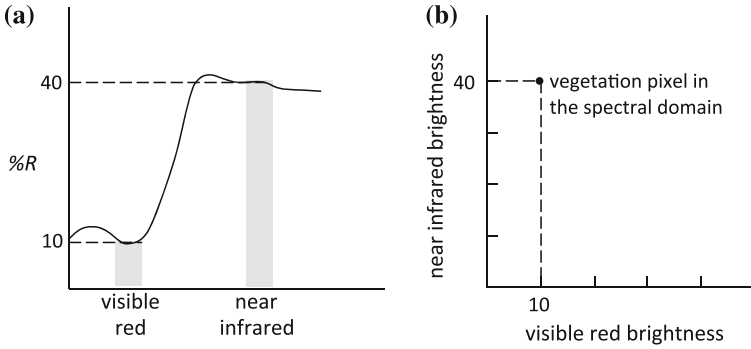 (a)
40
%R
10
visible
red
near
infrared
(b)
near infrared brightness
40
vegetation pixel in
the spectral domain
10
visible red brightness